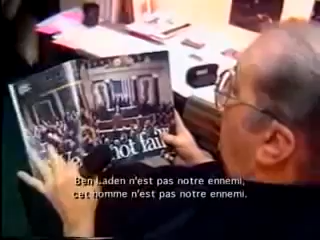 not fail
Ben Laden n'est pas notre ennemi,
cet homme n'est pas notre ennemi.